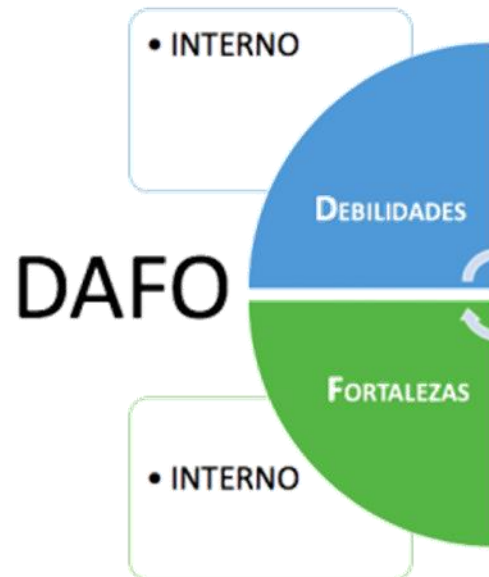 • INTERNO
DEBILIDADES
DAFO
FORTALEZAS
• INTERNO